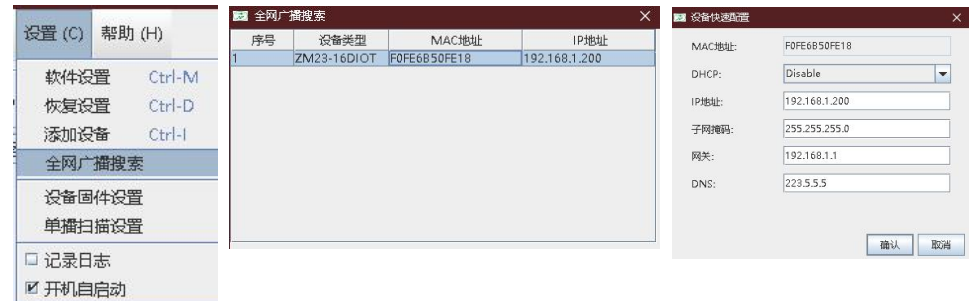 设置 (C) 帮助 (H)
软件设置 Ctrl-M
恢复设置 Ctrl-D
添加设备 Ctrl-I
全网广播搜索
设备固件设置
单播扫描设置
记录日志
开机自启动
全网广播搜索
序号 设备类型 MAC地址 IP地址
1 ZM23-16DIOT F0FE6B50FE18 192.168.1.200
设备快速配置
MAC地址: F0FE6B50FE18
DHCP: Disable
IP地址: 192.168.1.200
子网掩码: 255.255.255.0
网关: 192.168.1.1
DNS: 223.5.5.5
确认 取消